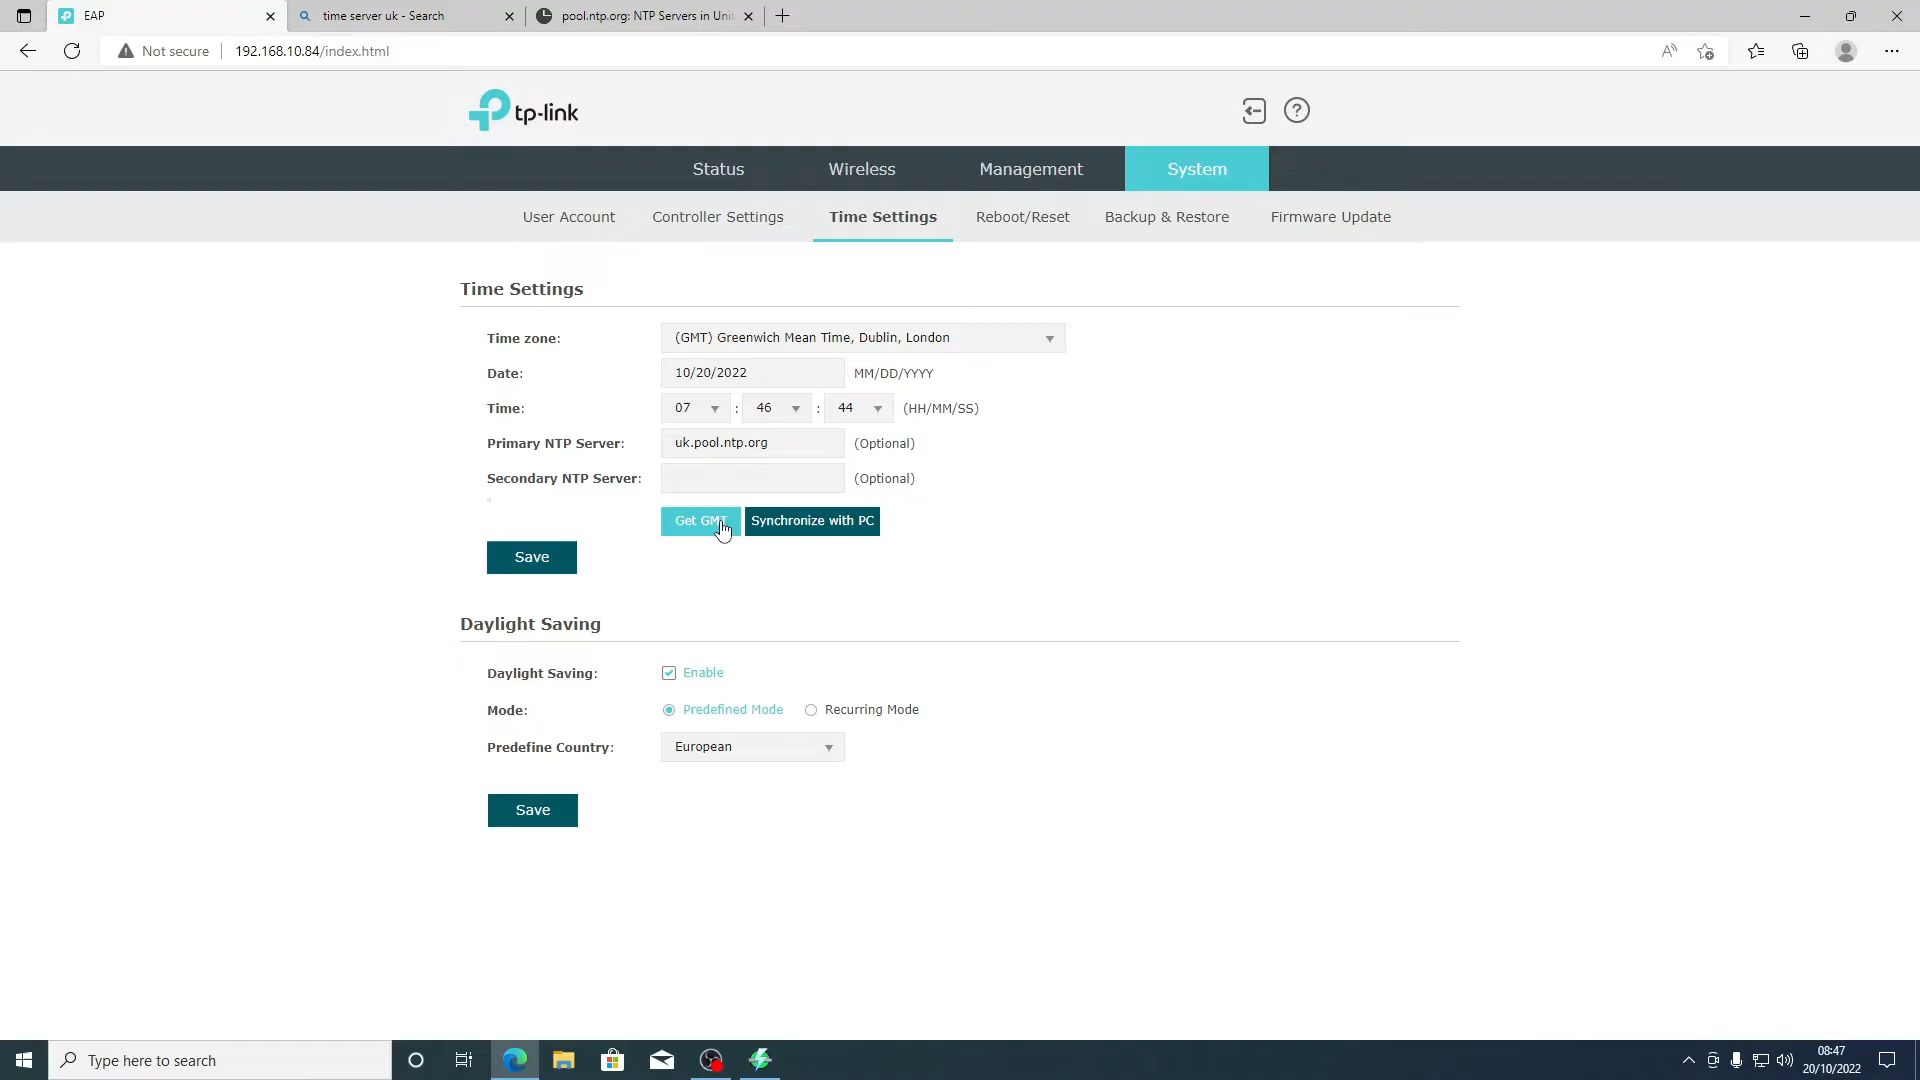 EAP
time server uk - Search
pool.ntp.org: NTP Servers in Unit
Not secure
192.168.10.84/index.html
tp-link
Status
Wireless
Management
System
User Account
Controller Settings
Time Settings
Reboot/Reset
Backup & Restore
Firmware Update
Time Settings
Time zone: (GMT) Greenwich Mean Time, Dublin, London
Date: 10/20/2022 MM/DD/YYYY
Time: 07 : 46 : 44 (HH/MM/SS)
Primary NTP Server: uk.pool.ntp.org (Optional)
Secondary NTP Server: (Optional)
Get GMT Synchronize with PC
Save
Daylight Saving
Daylight Saving: Enable
Mode: Predefined Mode Recurring Mode
Predefine Country: European
Save
Type here to search
08:47
20/10/2022